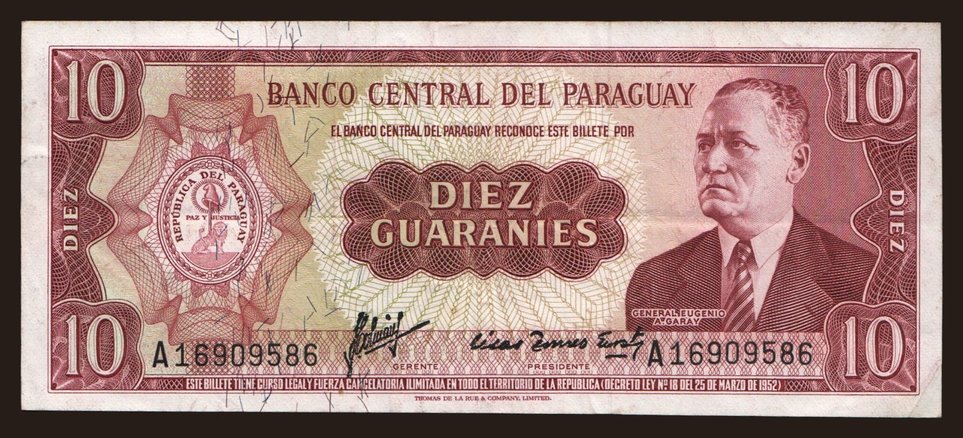 10
10
BANCO CENTRAL DEL PARAGUAY
EL BANCO CENTRAL DEL PARAGUAY RECONOCE ESTE BILLETE POR
DIEZ
REPÚBLICA DEL PARAGUAY
PAZ Y JUSTICIA
DIEZ
GUARANIES
DIEZ
GENERAL EUGENIO
A. GARAY
10
10
A16909586
GERENTE
PRESIDENTE
A16909586
ESTE BILLETE TIENE CURSO LEGAL Y FUERZA CANCELATORIA ILIMITADA EN TODO EL TERRITORIO DE LA REPUBLICA (DECRETO LEY Nº 18 DEL 25 DE MARZO DE 1952)
THOMAS DE LA RUE & COMPANY, LIMITED.